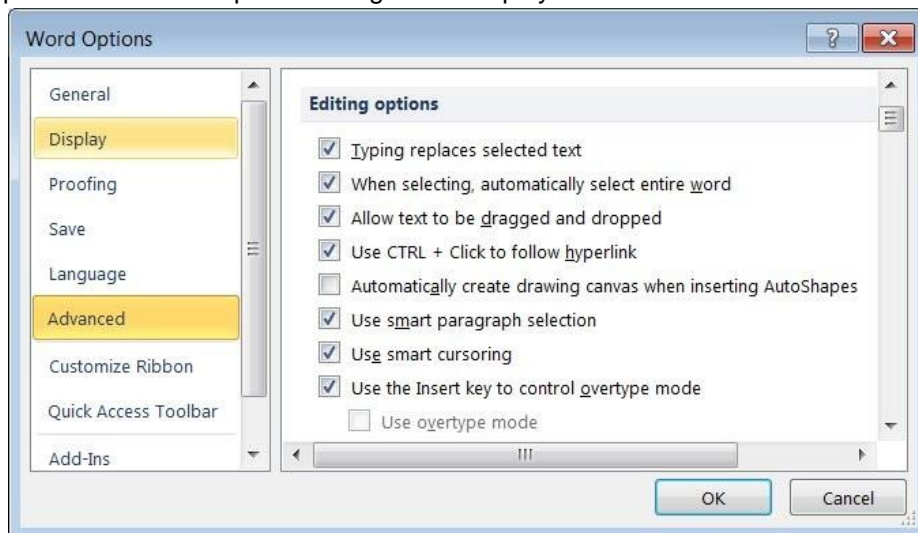 Word Options
General
Display
Proofing
Save
Language
Advanced
Customize Ribbon
Quick Access Toolbar
Add-Ins
Editing options
Typing replaces selected text
When selecting, automatically select entire word
Allow text to be dragged and dropped
Use CTRL + Click to follow hyperlink
Automatically create drawing canvas when inserting AutoShapes
Use smart paragraph selection
Use smart cursoring
Use the Insert key to control overtype mode
Use overtype mode
OK
Cancel